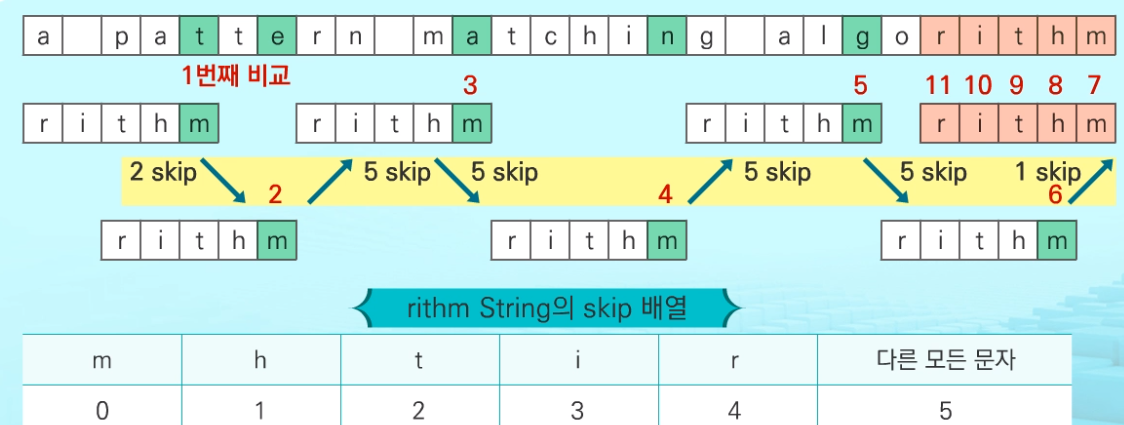 a p a t t e r n m a t c h i n g a l g o r i t h m
1번째 비교 3 5 11 10 9 8 7
r i t h m r i t h m r i t h m r i t h m
2 skip 5 skip 5 skip 5 skip 5 skip 1 skip
2 4 6
r i t h m r i t h m r i t h m
rithm String의 skip 배열
m h t i r 다른 모든 문자
0 1 2 3 4 5